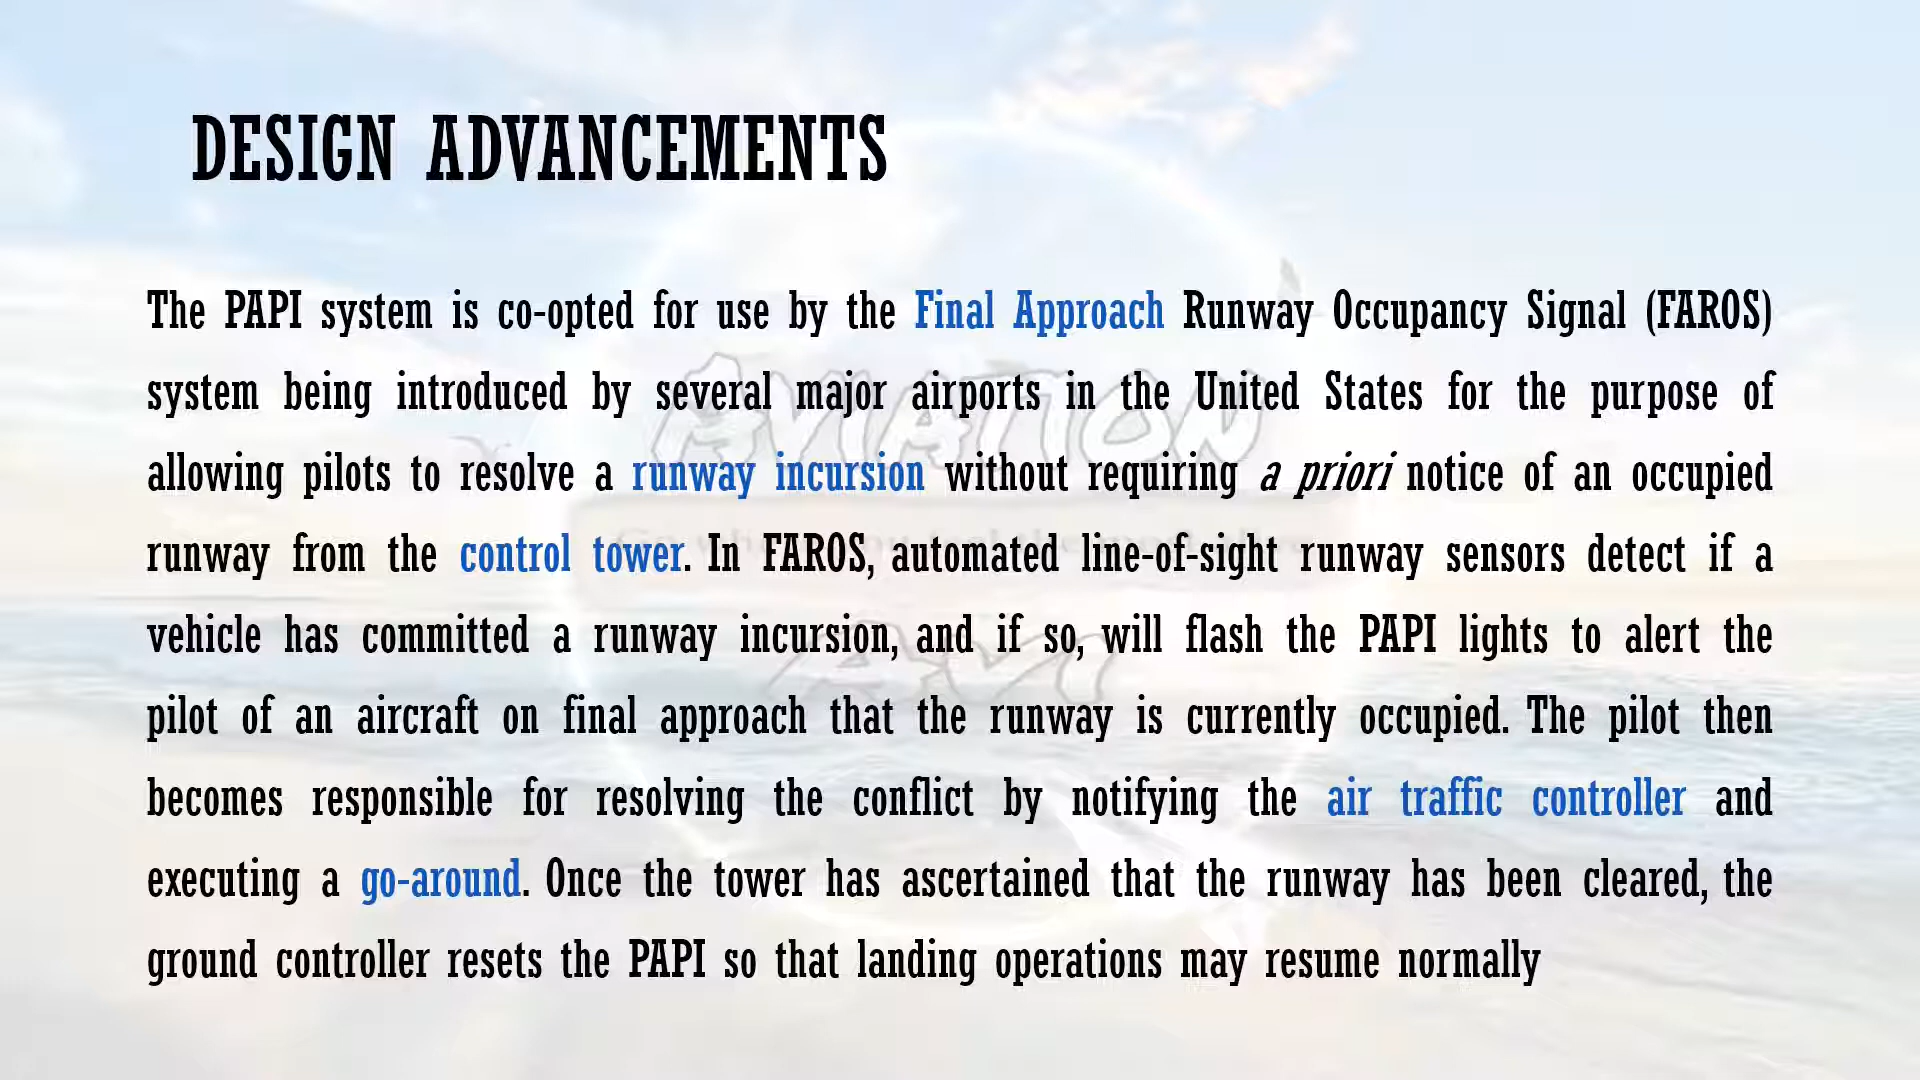 DESIGN ADVANCEMENTS
The PAPI system is co-opted for use by the Final Approach Runway Occupancy Signal (FAROS)
system being introduced by several major airports in the United States for the purpose of
allowing pilots to resolve a runway incursion without requiring a priori notice of an occupied
runway from the control tower. In FAROS, automated line-of-sight runway sensors detect if a
vehicle has committed a runway incursion, and if so, will flash the PAPI lights to alert the
pilot of an aircraft on final approach that the runway is currently occupied. The pilot then
becomes responsible for resolving the conflict by notifying the air traffic controller and
executing a go-around. Once the tower has ascertained that the runway has been cleared, the
ground controller resets the PAPI so that landing operations may resume normally
AVIATION
AVI